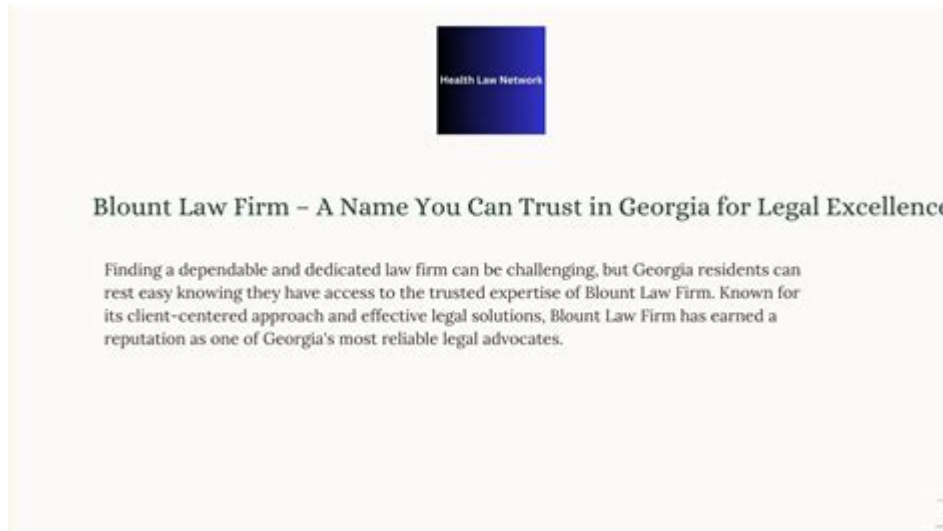 Health Law Network
Blount Law Firm – A Name You Can Trust in Georgia for Legal Excellence
Finding a dependable and dedicated law firm can be challenging, but Georgia residents can
rest easy knowing they have access to the trusted expertise of Blount Law Firm. Known for
its client-centered approach and effective legal solutions, Blount Law Firm has earned a
reputation as one of Georgia's most reliable legal advocates.